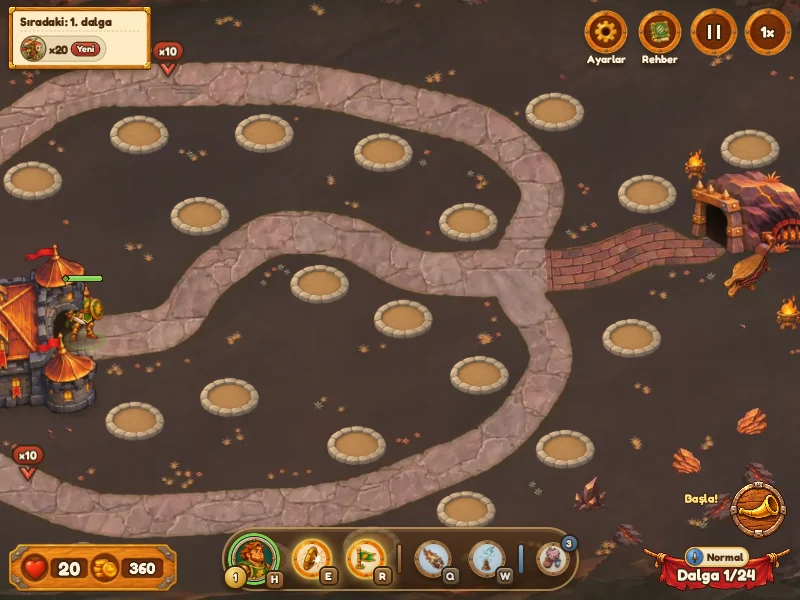 Sıradaki: 1. dalga
x20 Yeni
x10
Ayarlar
Rehber
1x
x10
Başla!
20
360
1
H
E
R
Q
W
3
Normal
Dalga 1/24